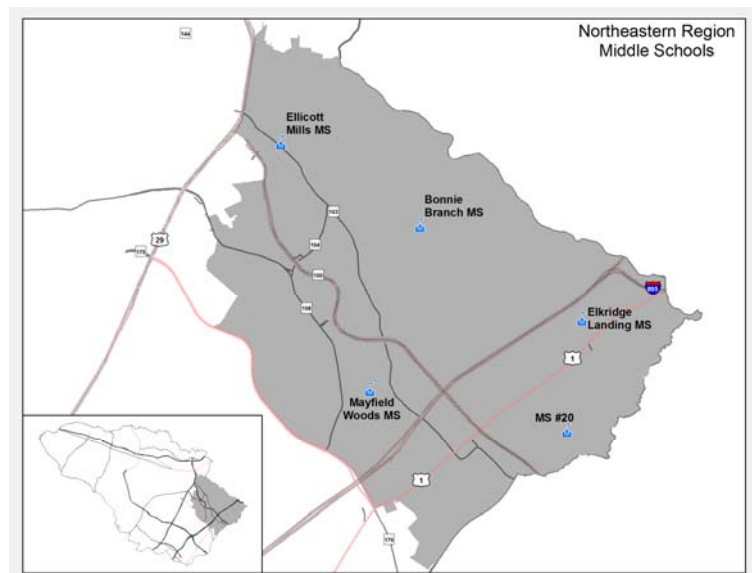 Northeastern Region
Middle Schools
144
Ellicott
Mills MS
Bonnie
Branch MS
103
29
175
104
100
108
895
Elkridge
Landing MS
1
Mayfield
Woods MS
MS #20
1
175